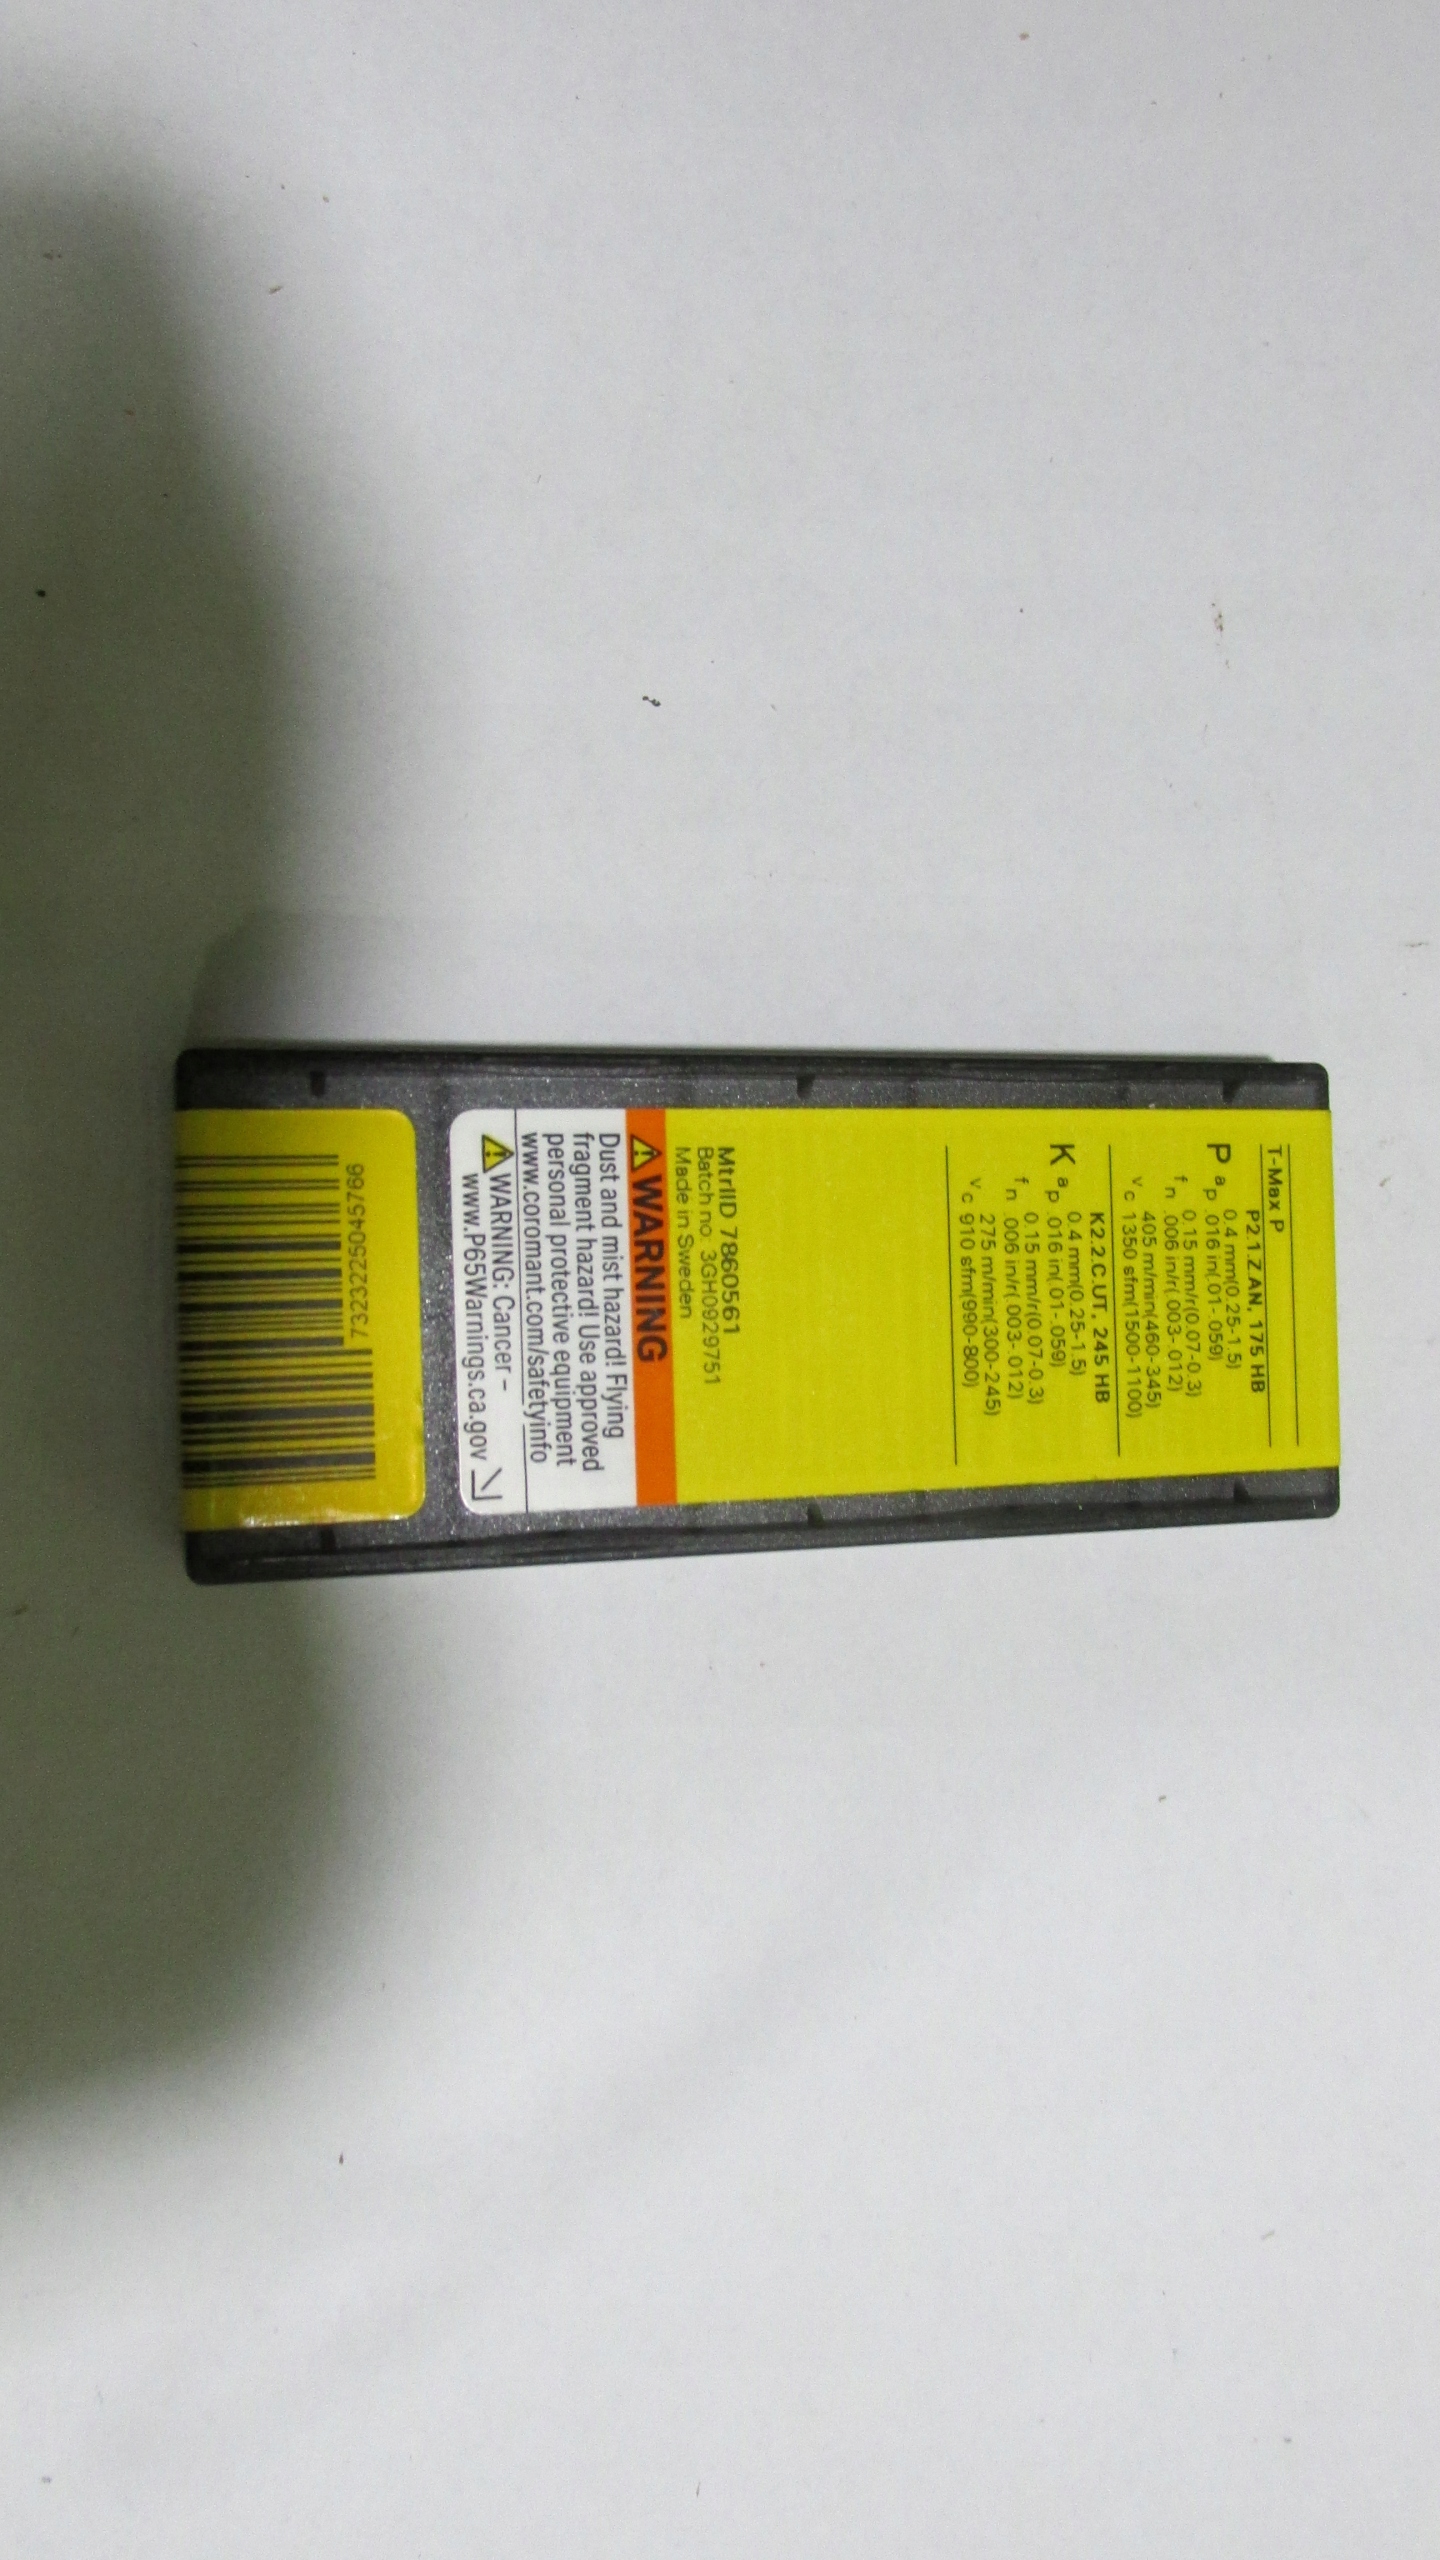 T-Max P
P2.1.Z.AN, 175 HB
P ap 0.4 mm(0.25-1.5)
.016 in(.01-.059)
fn 0.15 mm/r(0.07-0.3)
.006 in/r(.003-.012)
vc 405 m/min(460-345)
1350 sfm(1500-1100)
K2.2.C.UT, 245 HB
K ap 0.4 mm(0.25-1.5)
.016 in(.01-.059)
fn 0.15 mm/r(0.07-0.3)
.006 in/r(.003-.012)
vc 275 m/min(300-245)
910 sfm(990-800)
MtrlID 7860561
Batch no: 3GH0929751
Made in Sweden
WARNING
Dust and mist hazard! Flying
fragment hazard! Use approved
personal protective equipment
www.coromant.com/safetyinfo
WARNING: Cancer –
www.P65Warnings.ca.gov
7323225045766